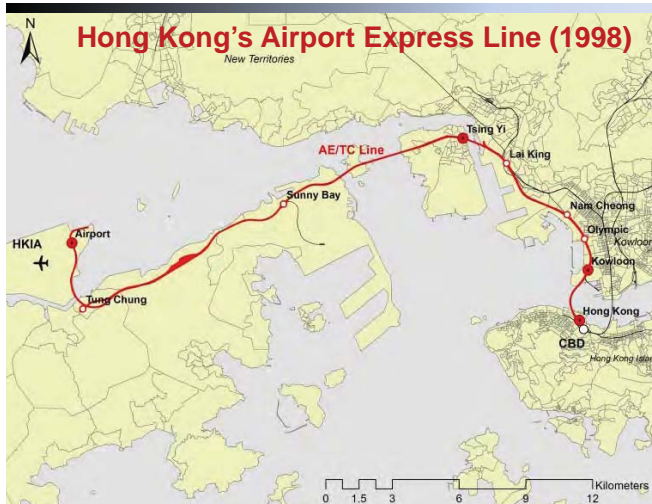 N
Hong Kong's Airport Express Line (1998)
New Territories
Tsing Yi
AE/TC Line
Lai King
Sunny Bay
Nam Cheong
Airport
Olympic
HKIA
Kowloon
Kowloon
Tung Chung
Hong Kong
CBD
Hong Kong Islan
Kilometers
0 1.5 3 6 9 12